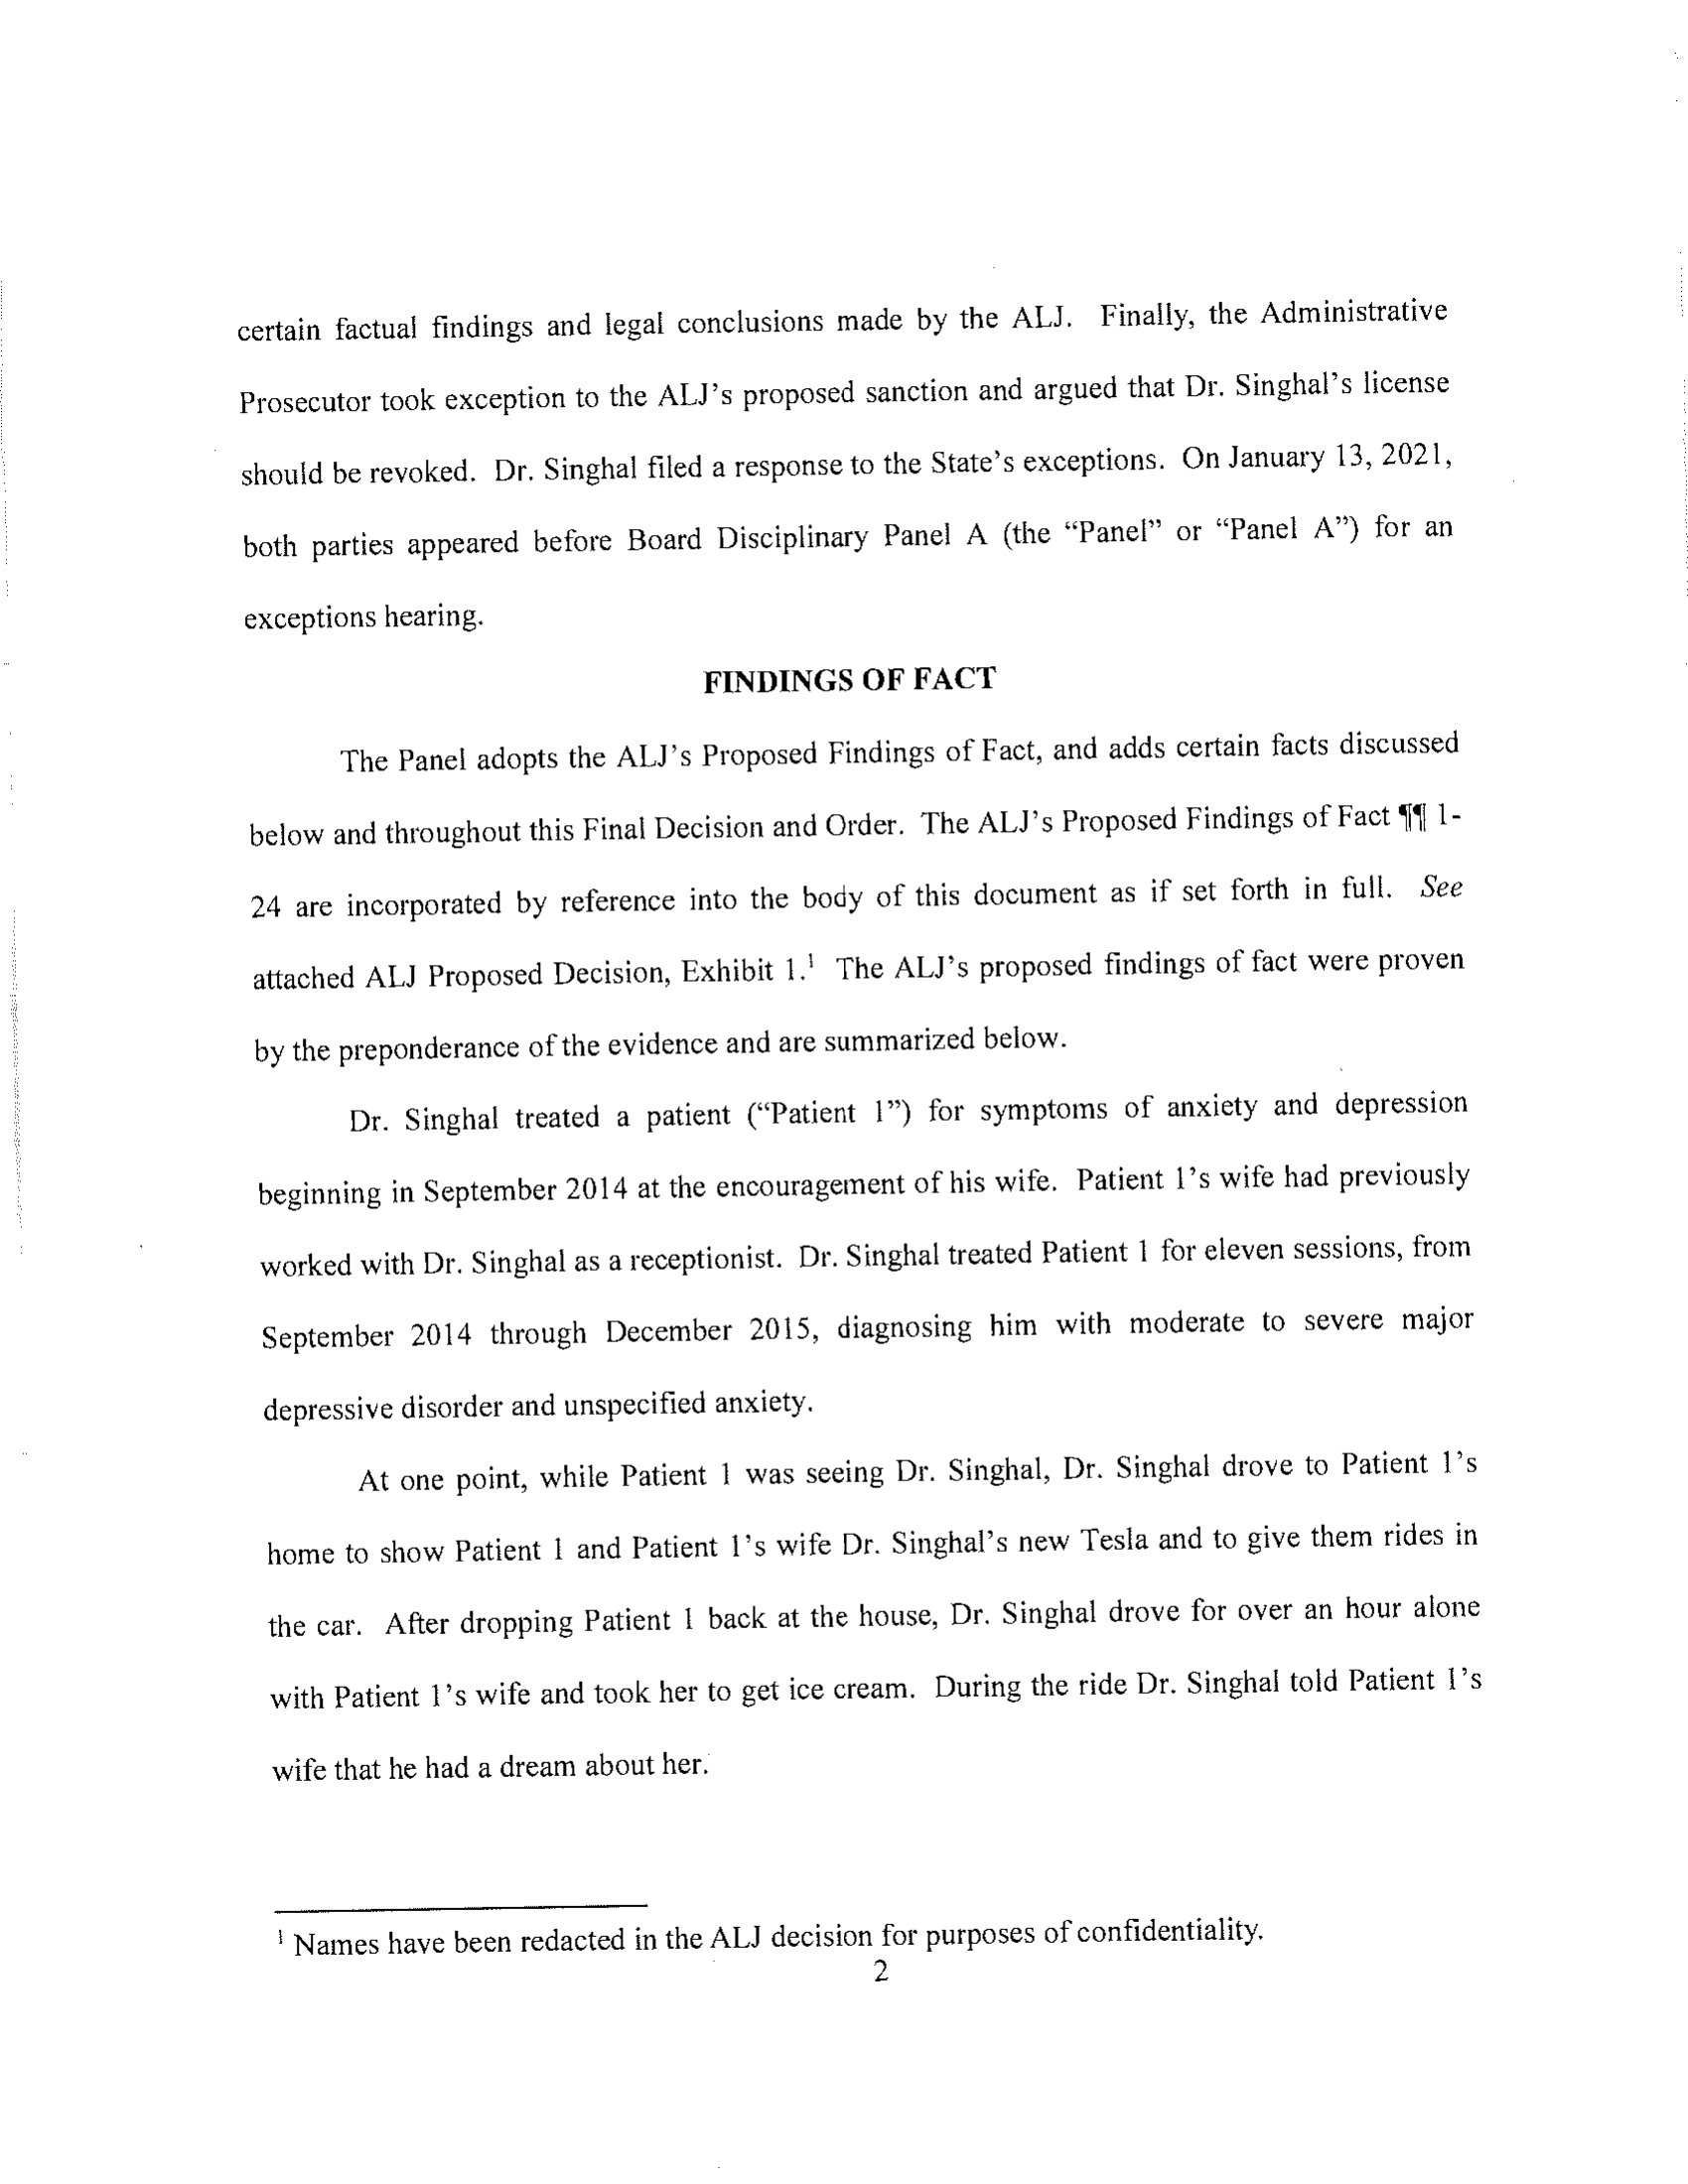 certain factual findings and legal conclusions made by the ALJ. Finally, the Administrative
Prosecutor took exception to the ALJ's proposed sanction and argued that Dr. Singhal's license
should be revoked. Dr. Singhal filed a response to the State's exceptions. On January 13, 2021,
both parties appeared before Board Disciplinary Panel A (the “Panel” or “Panel A”) for an
exceptions hearing.
FINDINGS OF FACT
The Panel adopts the ALJ's Proposed Findings of Fact, and adds certain facts discussed
below and throughout this Final Decision and Order. The ALJ's Proposed Findings of Fact ¶¶ 1-
24 are incorporated by reference into the body of this document as if set forth in full. See
attached ALJ Proposed Decision, Exhibit 1.¹ The ALJ's proposed findings of fact were proven
by the preponderance of the evidence and are summarized below.
Dr. Singhal treated a patient (“Patient 1”) for symptoms of anxiety and depression
beginning in September 2014 at the encouragement of his wife. Patient 1's wife had previously
worked with Dr. Singhal as a receptionist. Dr. Singhal treated Patient 1 for eleven sessions, from
September 2014 through December 2015, diagnosing him with moderate to severe major
depressive disorder and unspecified anxiety.
At one point, while Patient 1 was seeing Dr. Singhal, Dr. Singhal drove to Patient 1's
home to show Patient 1 and Patient 1's wife Dr. Singhal's new Tesla and to give them rides in
the car. After dropping Patient 1 back at the house, Dr. Singhal drove for over an hour alone
with Patient 1's wife and took her to get ice cream. During the ride Dr. Singhal told Patient 1's
wife that he had a dream about her.
¹ Names have been redacted in the ALJ decision for purposes of confidentiality.
2